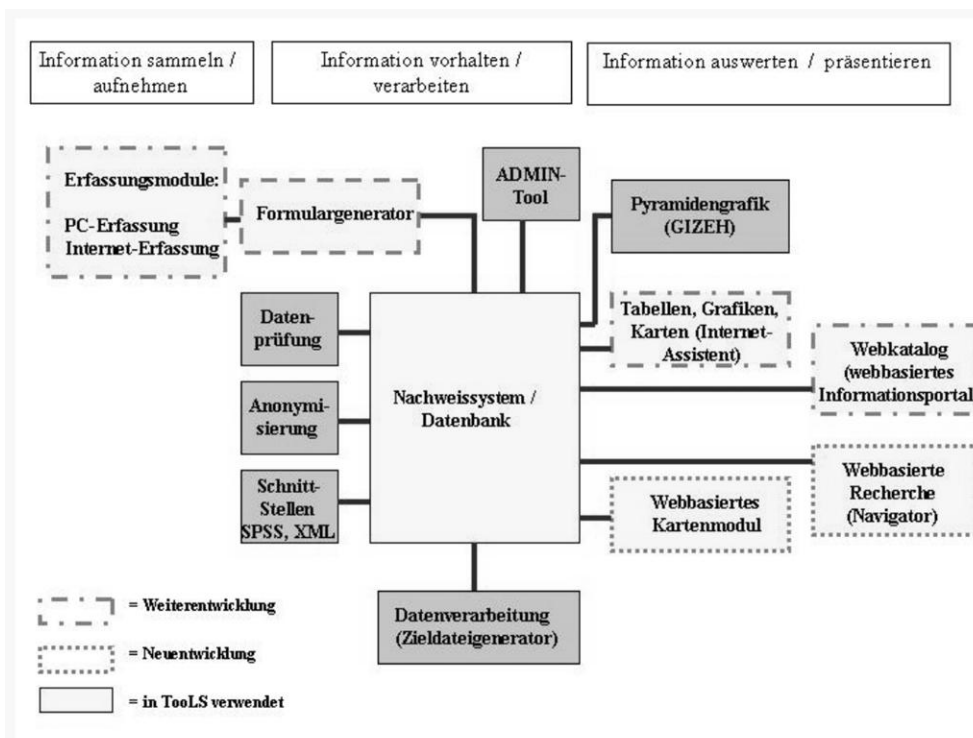 Information sammeln /
aufnehmen
Information vorhalten /
verarbeiten
Information auswerten / präsentieren
Erfassungsmodule:
PC-Erfassung
Internet-Erfassung
Formulargenerator
ADMIN-
Tool
Pyramidengrafik
(GIZEH)
Daten-
prüfung
Tabellen, Grafiken,
Karten (Internet-
Assistent)
Webkatalog
(webbasiertes
Informationsportal
Anonymi-
sierung
Nachweissystem /
Datenbank
Schnitt-
Stellen
SPSS, XML
Webbasiertes
Kartenmodul
Webbasierte
Recherche
(Navigator)
Datenverarbeitung
(Zieldateigenerator)
= Weiterentwicklung
= Neuentwicklung
= in TooLS verwendet